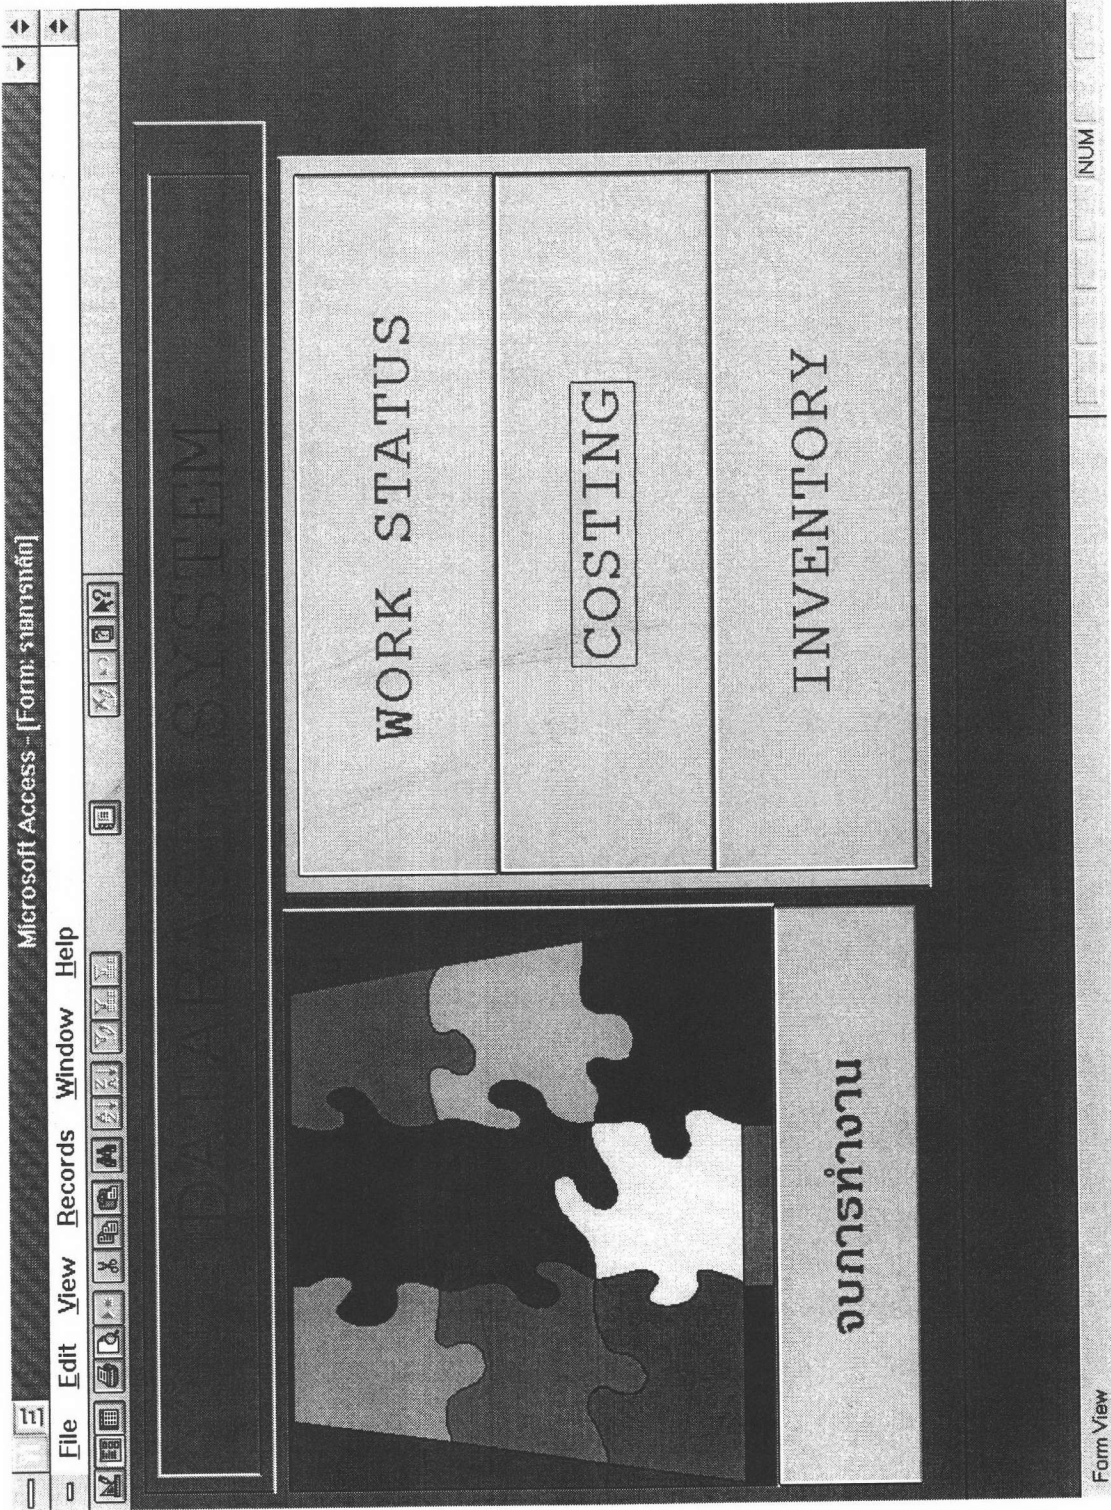 Microsoft Access - [Form: รายการหลัก]
File Edit View Records Window Help
DATABASE SYSTEM
WORK STATUS
COSTING
INVENTORY
จบการทำงาน
Form View
NUM